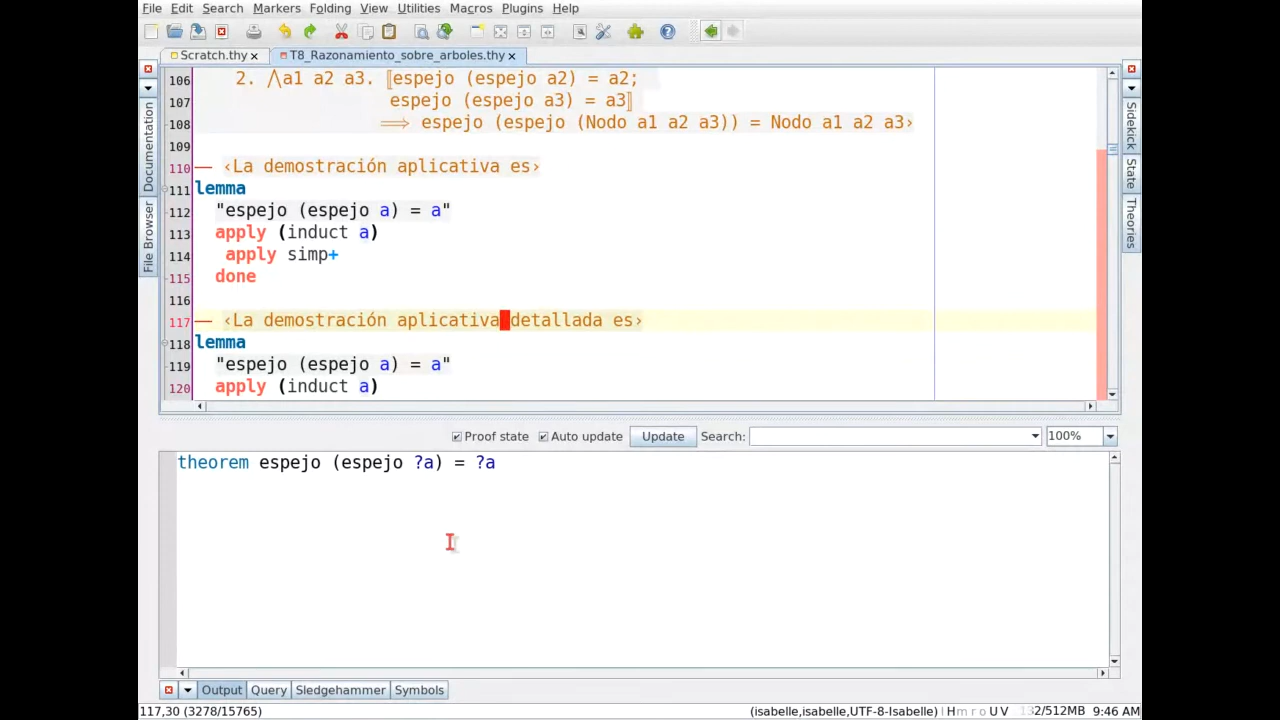 File Edit Search Markers Folding View Utilities Macros Plugins Help
Scratch.thy T8_Razonamiento_sobre_arboles.thy
106 2. ⋀a1 a2 a3. ⟦espejo (espejo a2) = a2;
107 espejo (espejo a3) = a3⟧
108 ⟹ espejo (espejo (Nodo a1 a2 a3)) = Nodo a1 a2 a3›
109
110 — ‹La demostración aplicativa es›
111 lemma
112 "espejo (espejo a) = a"
113 apply (induct a)
114 apply simp+
115 done
116
117 — ‹La demostración aplicativa detallada es›
118 lemma
119 "espejo (espejo a) = a"
120 apply (induct a)
Documentation
File Browser
Sidekick
State
Theories
Proof state Auto update Update Search: 100%
theorem espejo (espejo ?a) = ?a
Output Query Sledgehammer Symbols
117,30 (3278/15765) (isabelle,isabelle,UTF-8-Isabelle) H m r o U V 2/512MB 9:46 AM